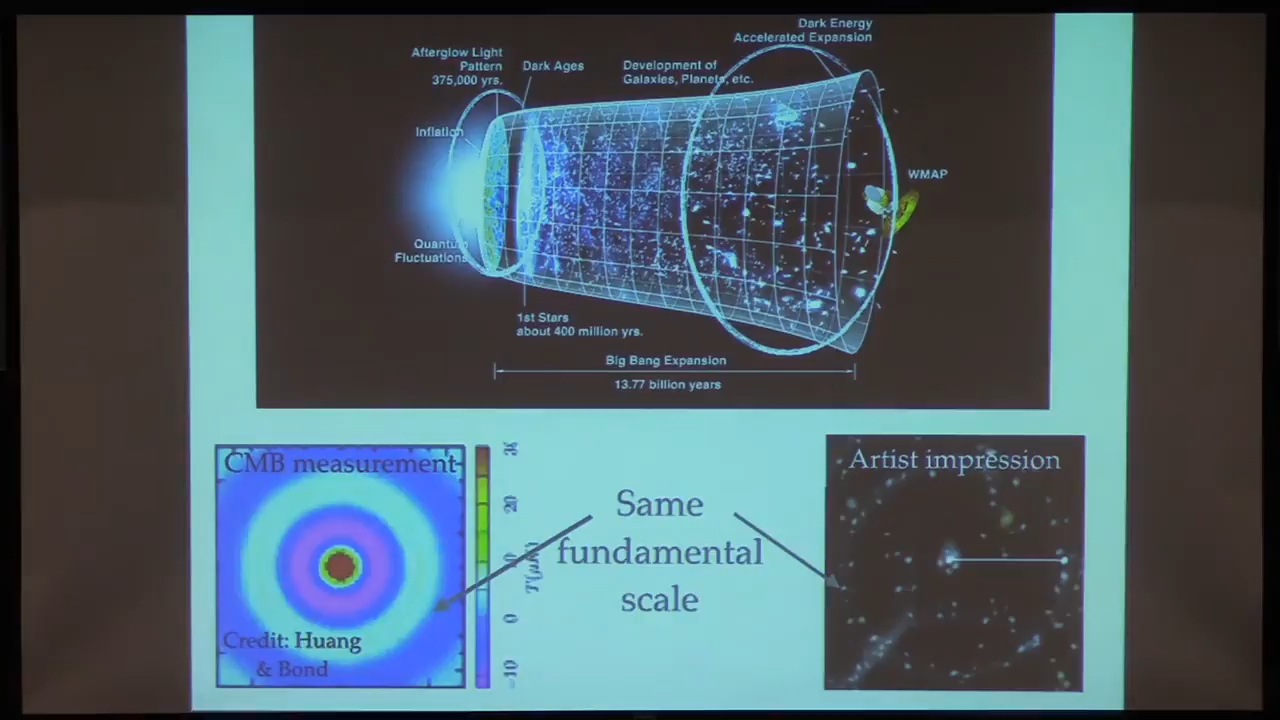 Dark Energy
Accelerated Expansion
Afterglow Light
Pattern
375,000 yrs.
Dark Ages
Development of
Galaxies, Planets, etc.
Inflation
WMAP
Quantum
Fluctuations
1st Stars
about 400 million yrs.
Big Bang Expansion
13.77 billion years
CMB measurement
20
0
-10
Credit: Huang
& Bond
Same
fundamental
scale
Artist impression